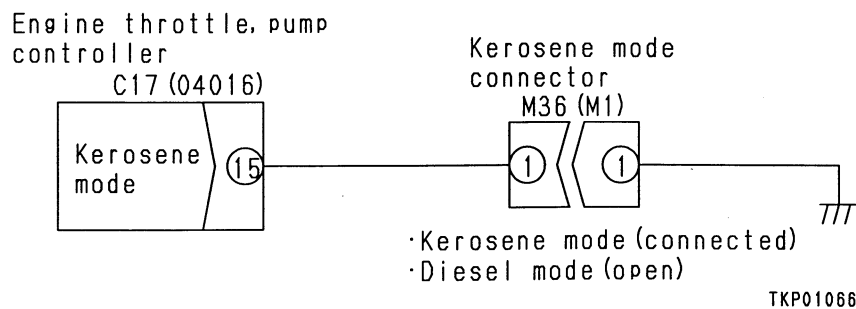 Engine throttle, pump
controller
C17 (04016)
Kerosene mode
connector
M36 (M1)
Kerosene
mode
15
1
1
·Kerosene mode (connected)
·Diesel mode (open)
TKP01066